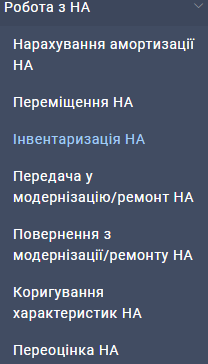 Робота з НА
Нарахування амортизації
НА
Переміщення НА
Інвентаризація НА
Передача у
модернізацію/ремонт НА
Повернення з
модернізації/ремонту НА
Коригування
характеристик НА
Переоцінка НА